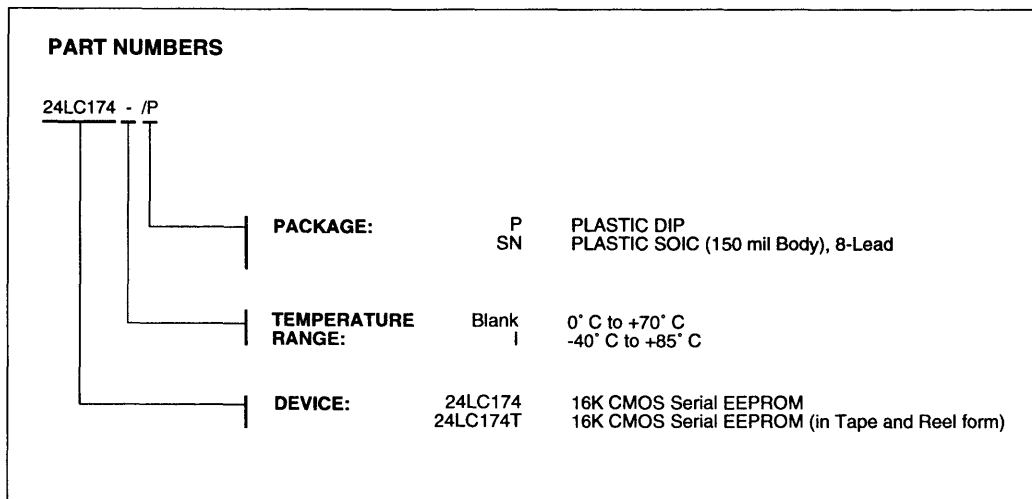 PART NUMBERS
24LC174 - /P
PACKAGE: P PLASTIC DIP
SN PLASTIC SOIC (150 mil Body), 8-Lead
TEMPERATURE Blank 0° C to +70° C
RANGE: I -40° C to +85° C
DEVICE: 24LC174 16K CMOS Serial EEPROM
24LC174T 16K CMOS Serial EEPROM (in Tape and Reel form)